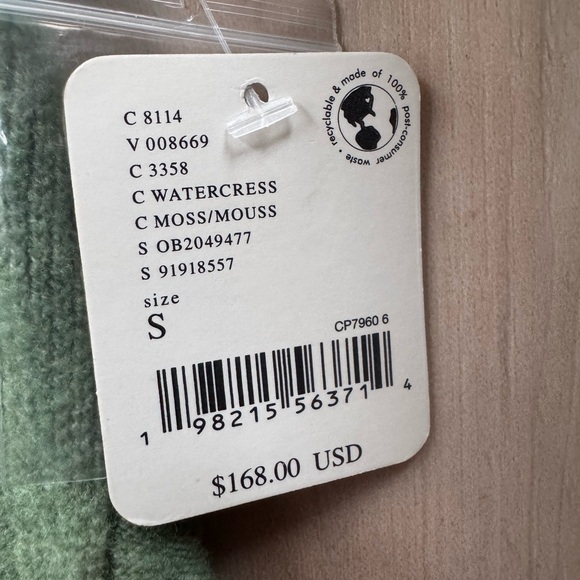 recyclable & made of 100% post-consumer waste •
C 8114
V 008669
C 3358
C WATERCRESS
C MOSS/MOUSS
S OB2049477
S 91918557
size
S
CP7960 6
1 98215 56371 4
$168.00 USD